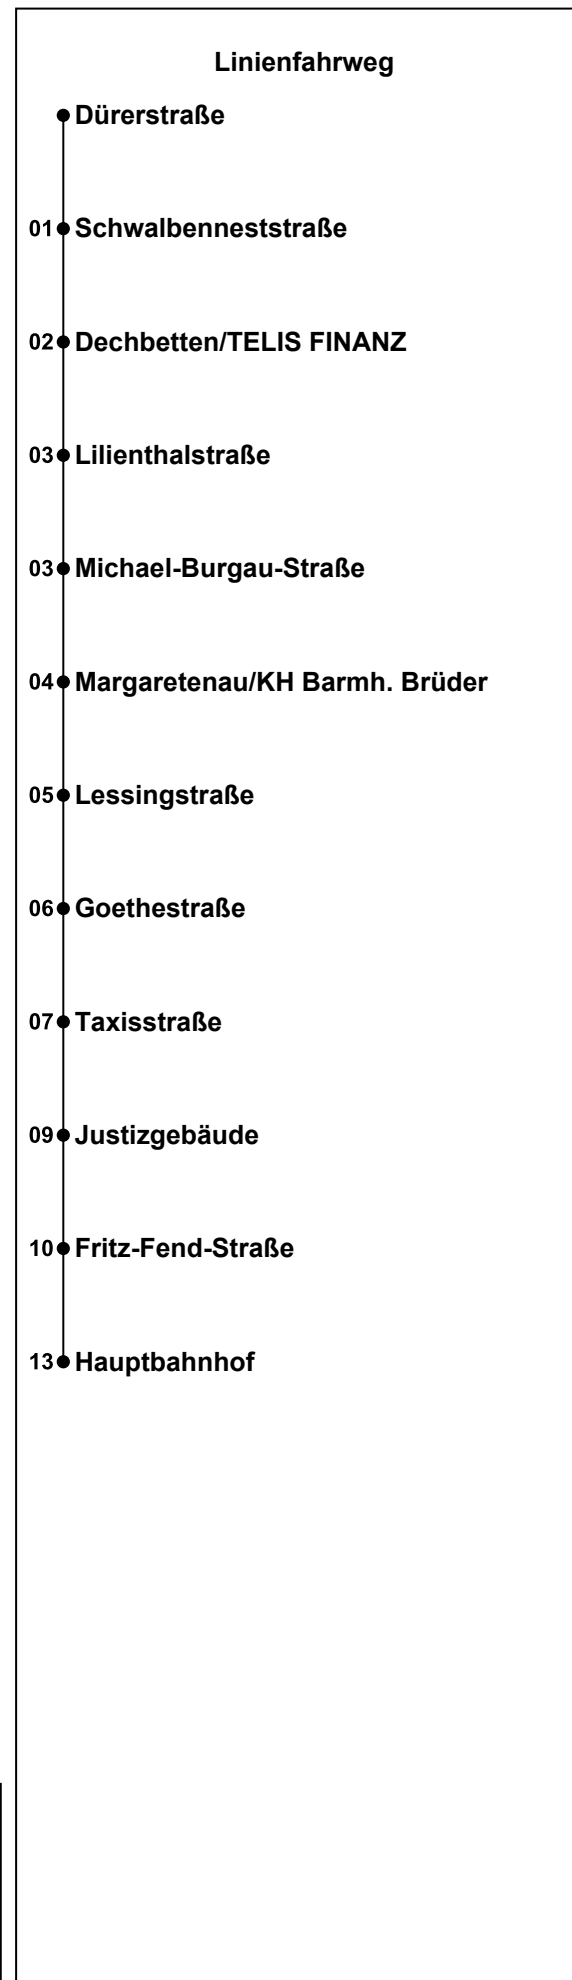 Linienfahrweg
Dürerstraße
01 Schwalbenneststraße
02 Dechbetten/TELIS FINANZ
03 Lilienthalstraße
03 Michael-Burgau-Straße
04 Margaretenau/KH Barmh. Brüder
05 Lessingstraße
06 Goethestraße
07 Taxisstraße
09 Justizgebäude
10 Fritz-Fend-Straße
13 Hauptbahnhof